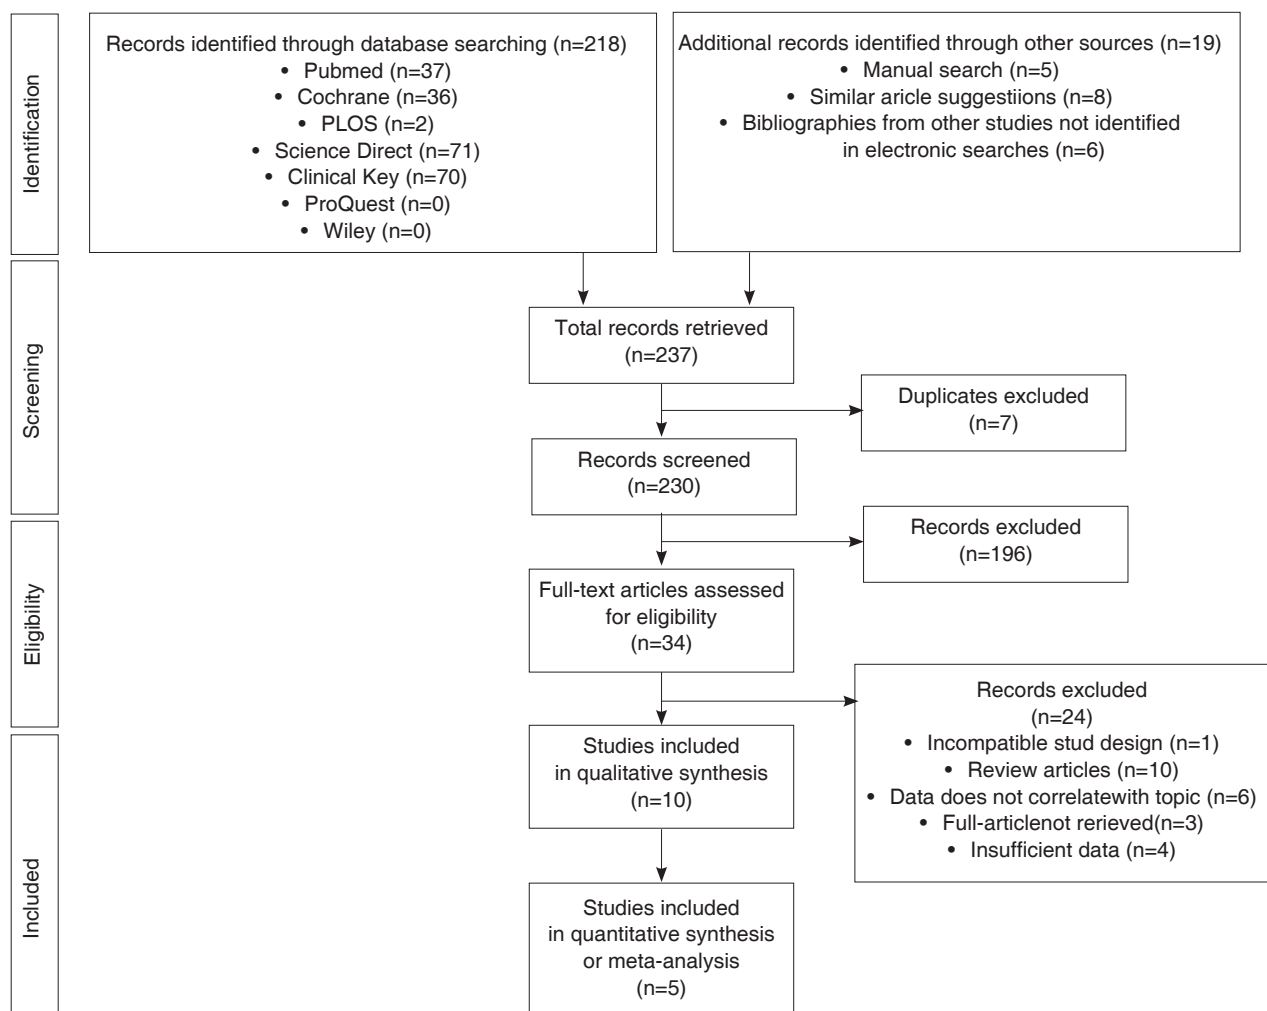 Identification
Records identified through database searching (n=218)
• Pubmed (n=37)
• Cochrane (n=36)
• PLOS (n=2)
• Science Direct (n=71)
• Clinical Key (n=70)
• ProQuest (n=0)
• Wiley (n=0)
Additional records identified through other sources (n=19)
• Manual search (n=5)
• Similar aricle suggestiions (n=8)
• Bibliographies from other studies not identified
in electronic searches (n=6)
Screening
Total records retrieved
(n=237)
Duplicates excluded
(n=7)
Records screened
(n=230)
Records excluded
(n=196)
Eligibility
Full-text articles assessed
for eligibility
(n=34)
Records excluded
(n=24)
• Incompatible stud design (n=1)
• Review articles (n=10)
• Data does not correlatewith topic (n=6)
• Full-articlenot rerieved(n=3)
• Insufficient data (n=4)
Included
Studies included
in qualitative synthesis
(n=10)
Studies included
in quantitative synthesis
or meta-analysis
(n=5)